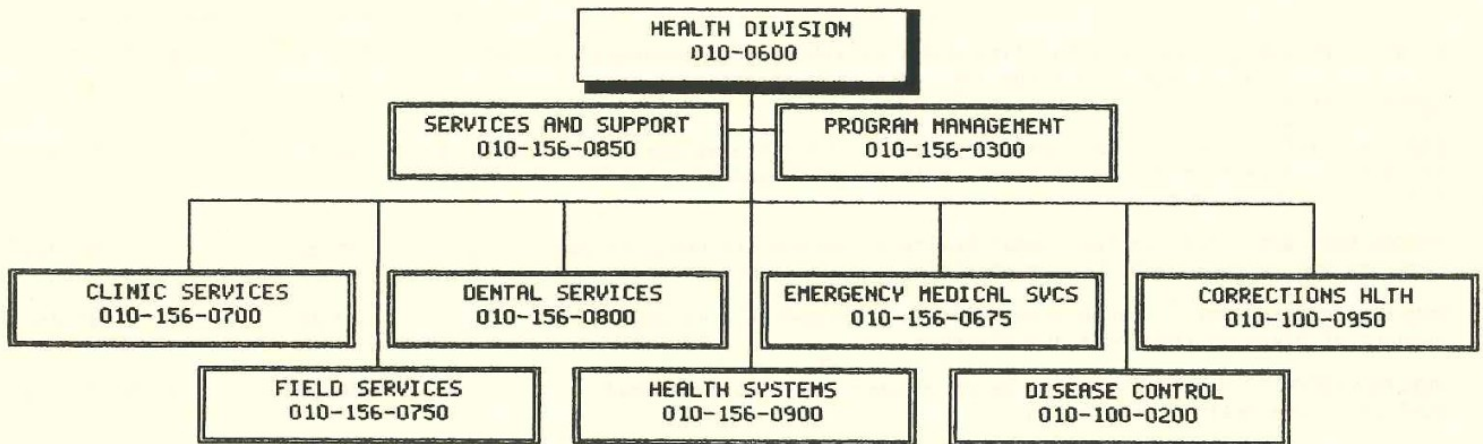 HEALTH DIVISION
010-0600
SERVICES AND SUPPORT
010-156-0850
PROGRAM MANAGEMENT
010-156-0300
CLINIC SERVICES
010-156-0700
DENTAL SERVICES
010-156-0800
EMERGENCY MEDICAL SVCS
010-156-0675
CORRECTIONS HLTH
010-100-0950
FIELD SERVICES
010-156-0750
HEALTH SYSTEMS
010-156-0900
DISEASE CONTROL
010-100-0200